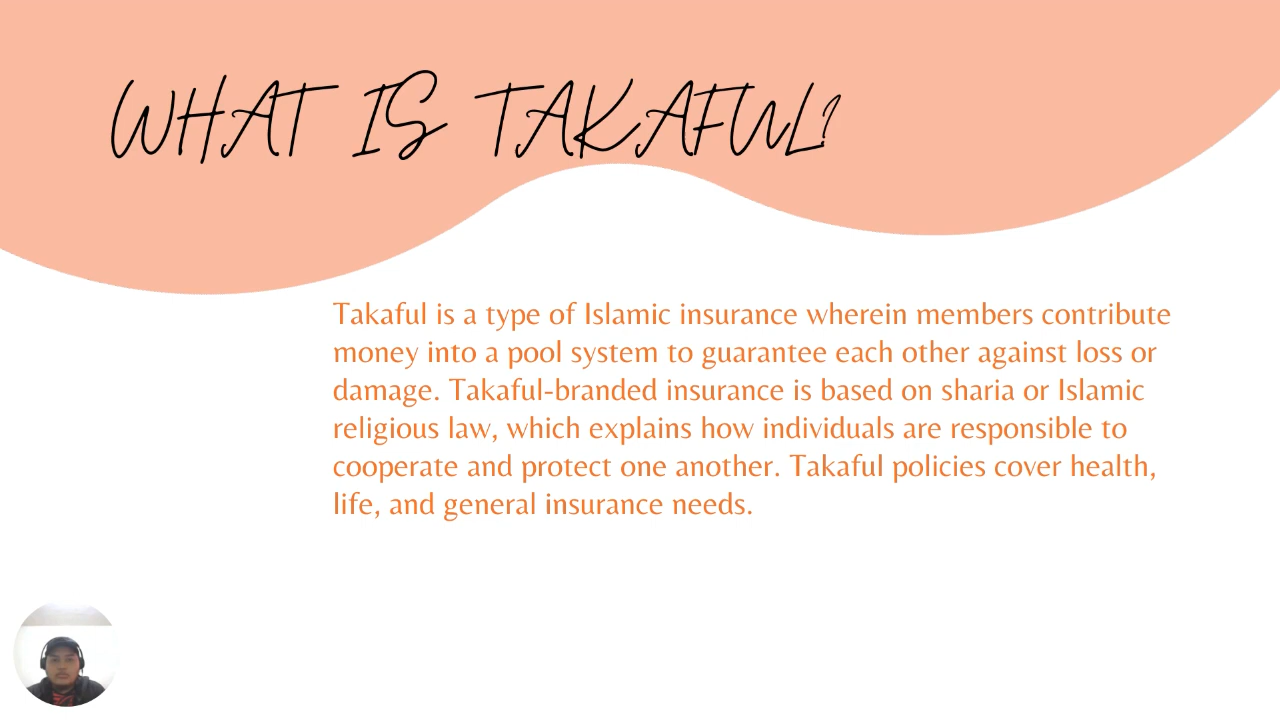 WHAT IS TAKAFUL?
Takaful is a type of Islamic insurance wherein members contribute
money into a pool system to guarantee each other against loss or
damage. Takaful-branded insurance is based on sharia or Islamic
religious law, which explains how individuals are responsible to
cooperate and protect one another. Takaful policies cover health,
life, and general insurance needs.